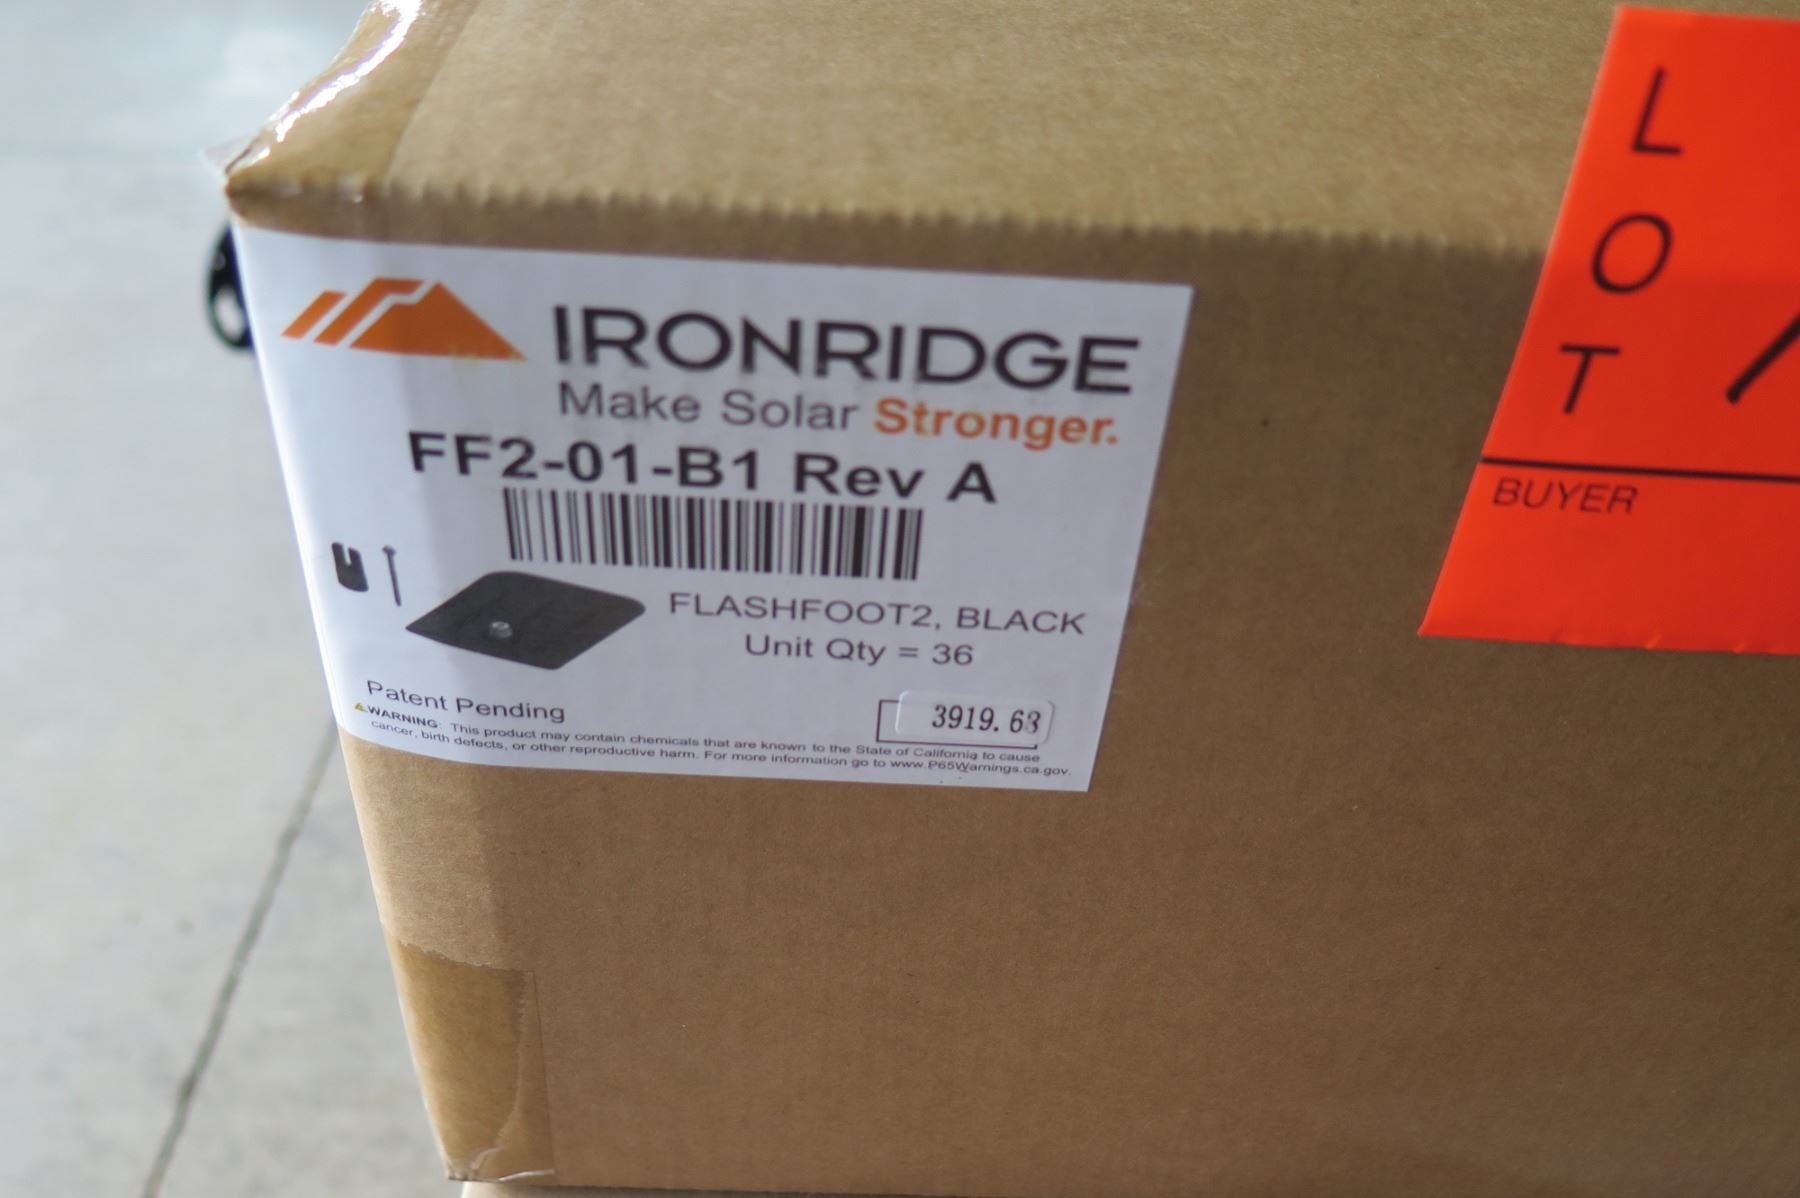 IRONRIDGE
Make Solar Stronger.
FF2-01-B1 Rev A
FLASHFOOT2, BLACK
Unit Qty = 36
Patent Pending
3919.68
WARNING: This product may contain chemicals that are known to the State of California to cause
cancer, birth defects, or other reproductive harm. For more information go to www.P65Warnings.ca.gov.
LOT
BUYER